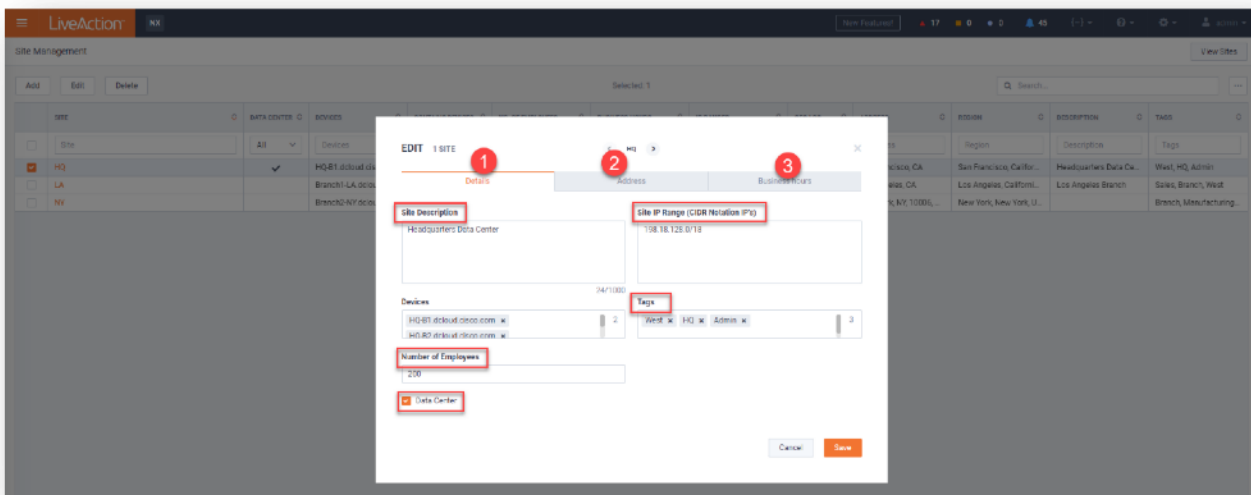 LiveAction NX New Features! 17 0 0 45 admin
Site Management View Sites
Add Edit Delete Selected: 1 Search...
SITE DATA CENTER DEVICES REGION DESCRIPTION TAGS
Site All Devices Region Description Tags
HQ HQ-B1.dcloud.cis San Francisco, Califor... Headquarters Data Ce... West, HQ, Admin
LA Branch1-LA.dclou Los Angeles, Californi... Los Angeles Branch Sales, Branch, West
NY Branch2-NY.dclou NY, 10005, ... New York, New York, U... Branch, Manufacturing...
EDIT 1 SITE HQ
1 2 3
Details Address Business hours
Site Description Site IP Range (CIDR Notation IP's)
Headquarters Data Center 198.18.128.0/18
24/1000
Devices Tags
HQ-B1.dcloud.cisco.com 2 West HQ Admin 3
HQ-B2.dcloud.cisco.com
Number of Employees
200
Data Center
Cancel Save